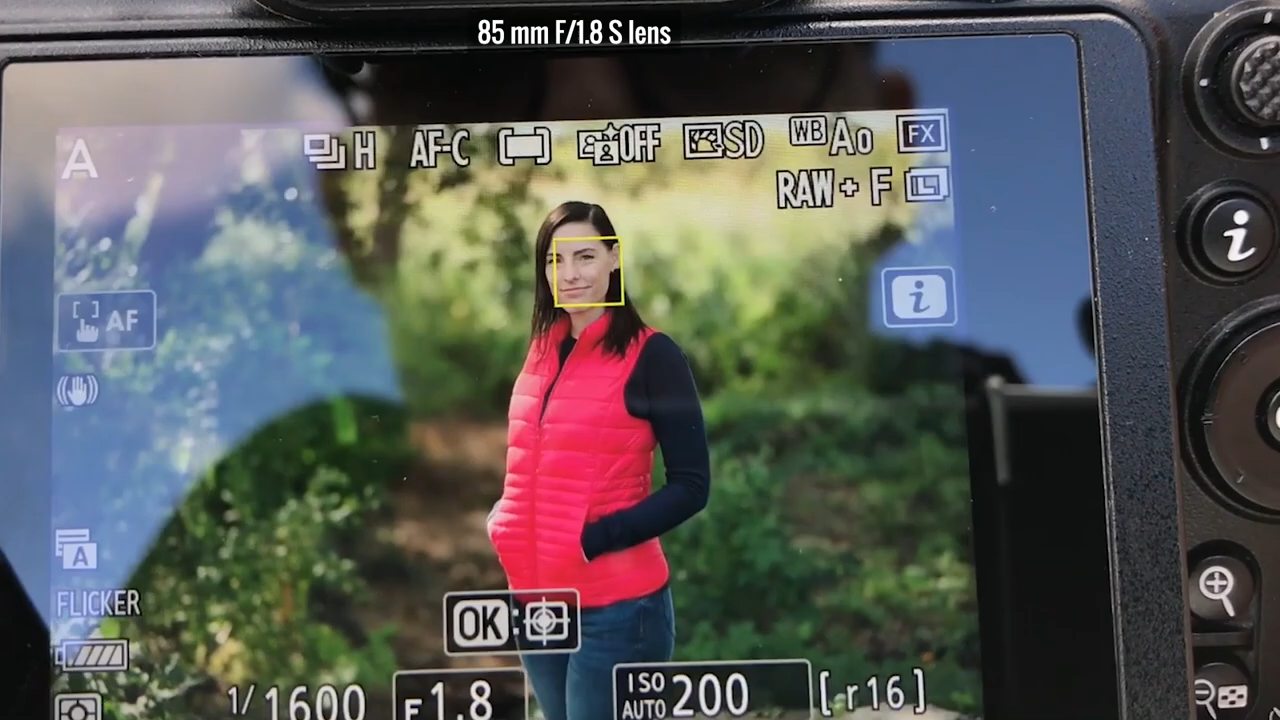 85 mm F/1.8 S lens
A H AF-C OFF SD WB A0 FX
RAW+ F L
i
i
AF
A
FLICKER
OK :
1/1600 F1.8 ISO AUTO 200 [r16]